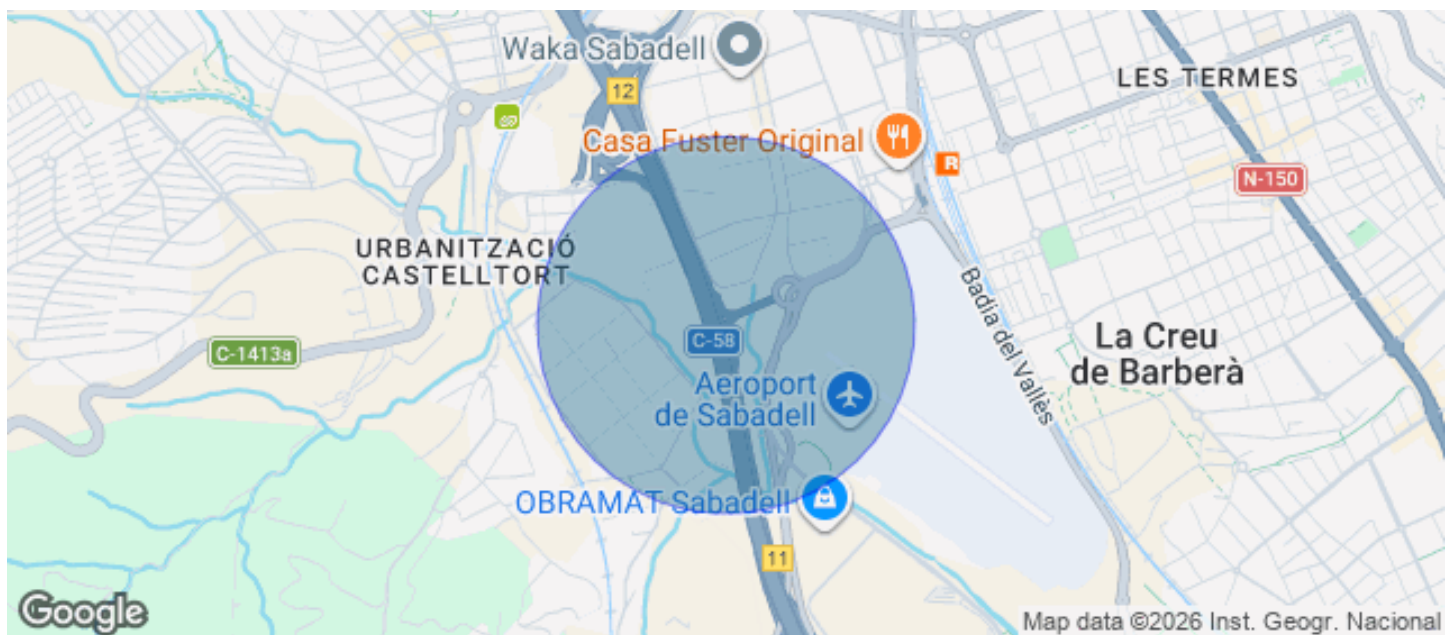 Waka Sabadell
LES TERMES
12
Casa Fuster Original
R
N-150
URBANITZACIÓ
CASTELLTORT
Badia del Vallès
C-58
C-1413a
La Creu
de Barberà
Aeroport
de Sabadell
OBRAMAT Sabadell
11
Google
Map data ©2026 Inst. Geogr. Nacional